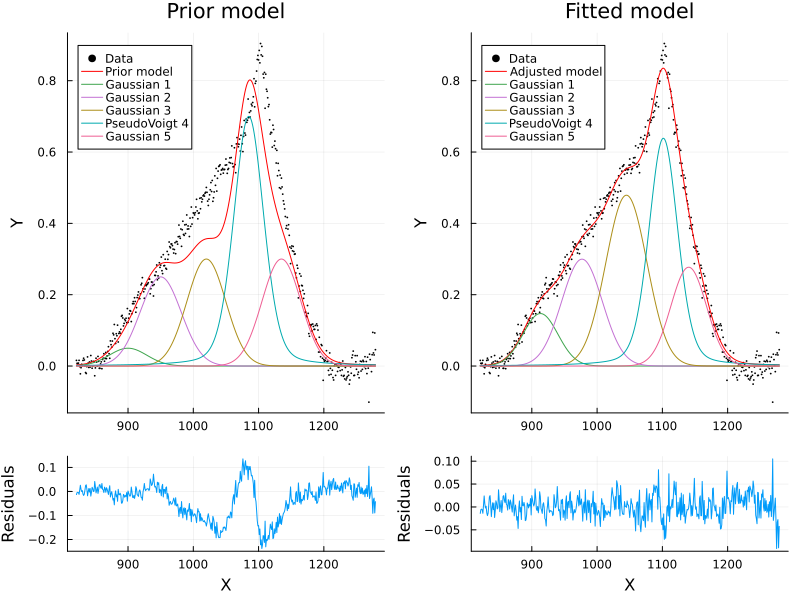 Prior model
Data
Prior model
Gaussian 1
Gaussian 2
Gaussian 3
PseudoVoigt 4
Gaussian 5
Y
0.8
0.6
0.4
0.2
0.0
900 1000 1100 1200
Fitted model
Data
Adjusted model
Gaussian 1
Gaussian 2
Gaussian 3
PseudoVoigt 4
Gaussian 5
Y
0.8
0.6
0.4
0.2
0.0
900 1000 1100 1200
Residuals
0.1
0.0
−0.1
−0.2
900 1000 1100 1200
X
Residuals
0.10
0.05
0.00
−0.05
900 1000 1100 1200
X